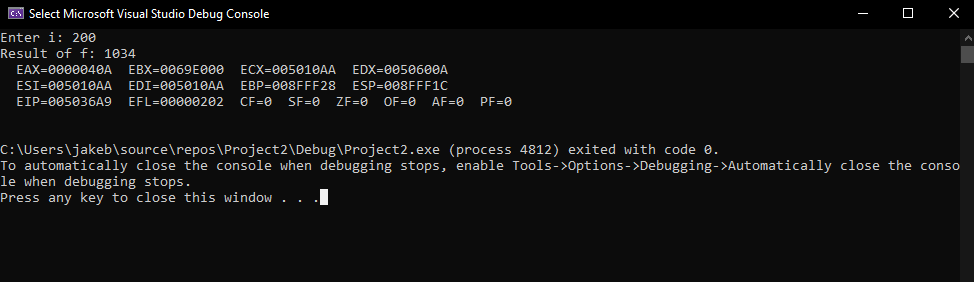 C:\ Select Microsoft Visual Studio Debug Console
Enter i: 200
Result of f: 1034
  EAX=0000040A  EBX=0069E000  ECX=005010AA  EDX=0050600A
  ESI=005010AA  EDI=005010AA  EBP=008FFF28  ESP=008FFF1C
  EIP=005036A9  EFL=00000202  CF=0  SF=0  ZF=0  OF=0  AF=0  PF=0
C:\Users\jakeb\source\repos\Project2\Debug\Project2.exe (process 4812) exited with code 0.
To automatically close the console when debugging stops, enable Tools->Options->Debugging->Automatically close the conso
le when debugging stops.
Press any key to close this window . . .